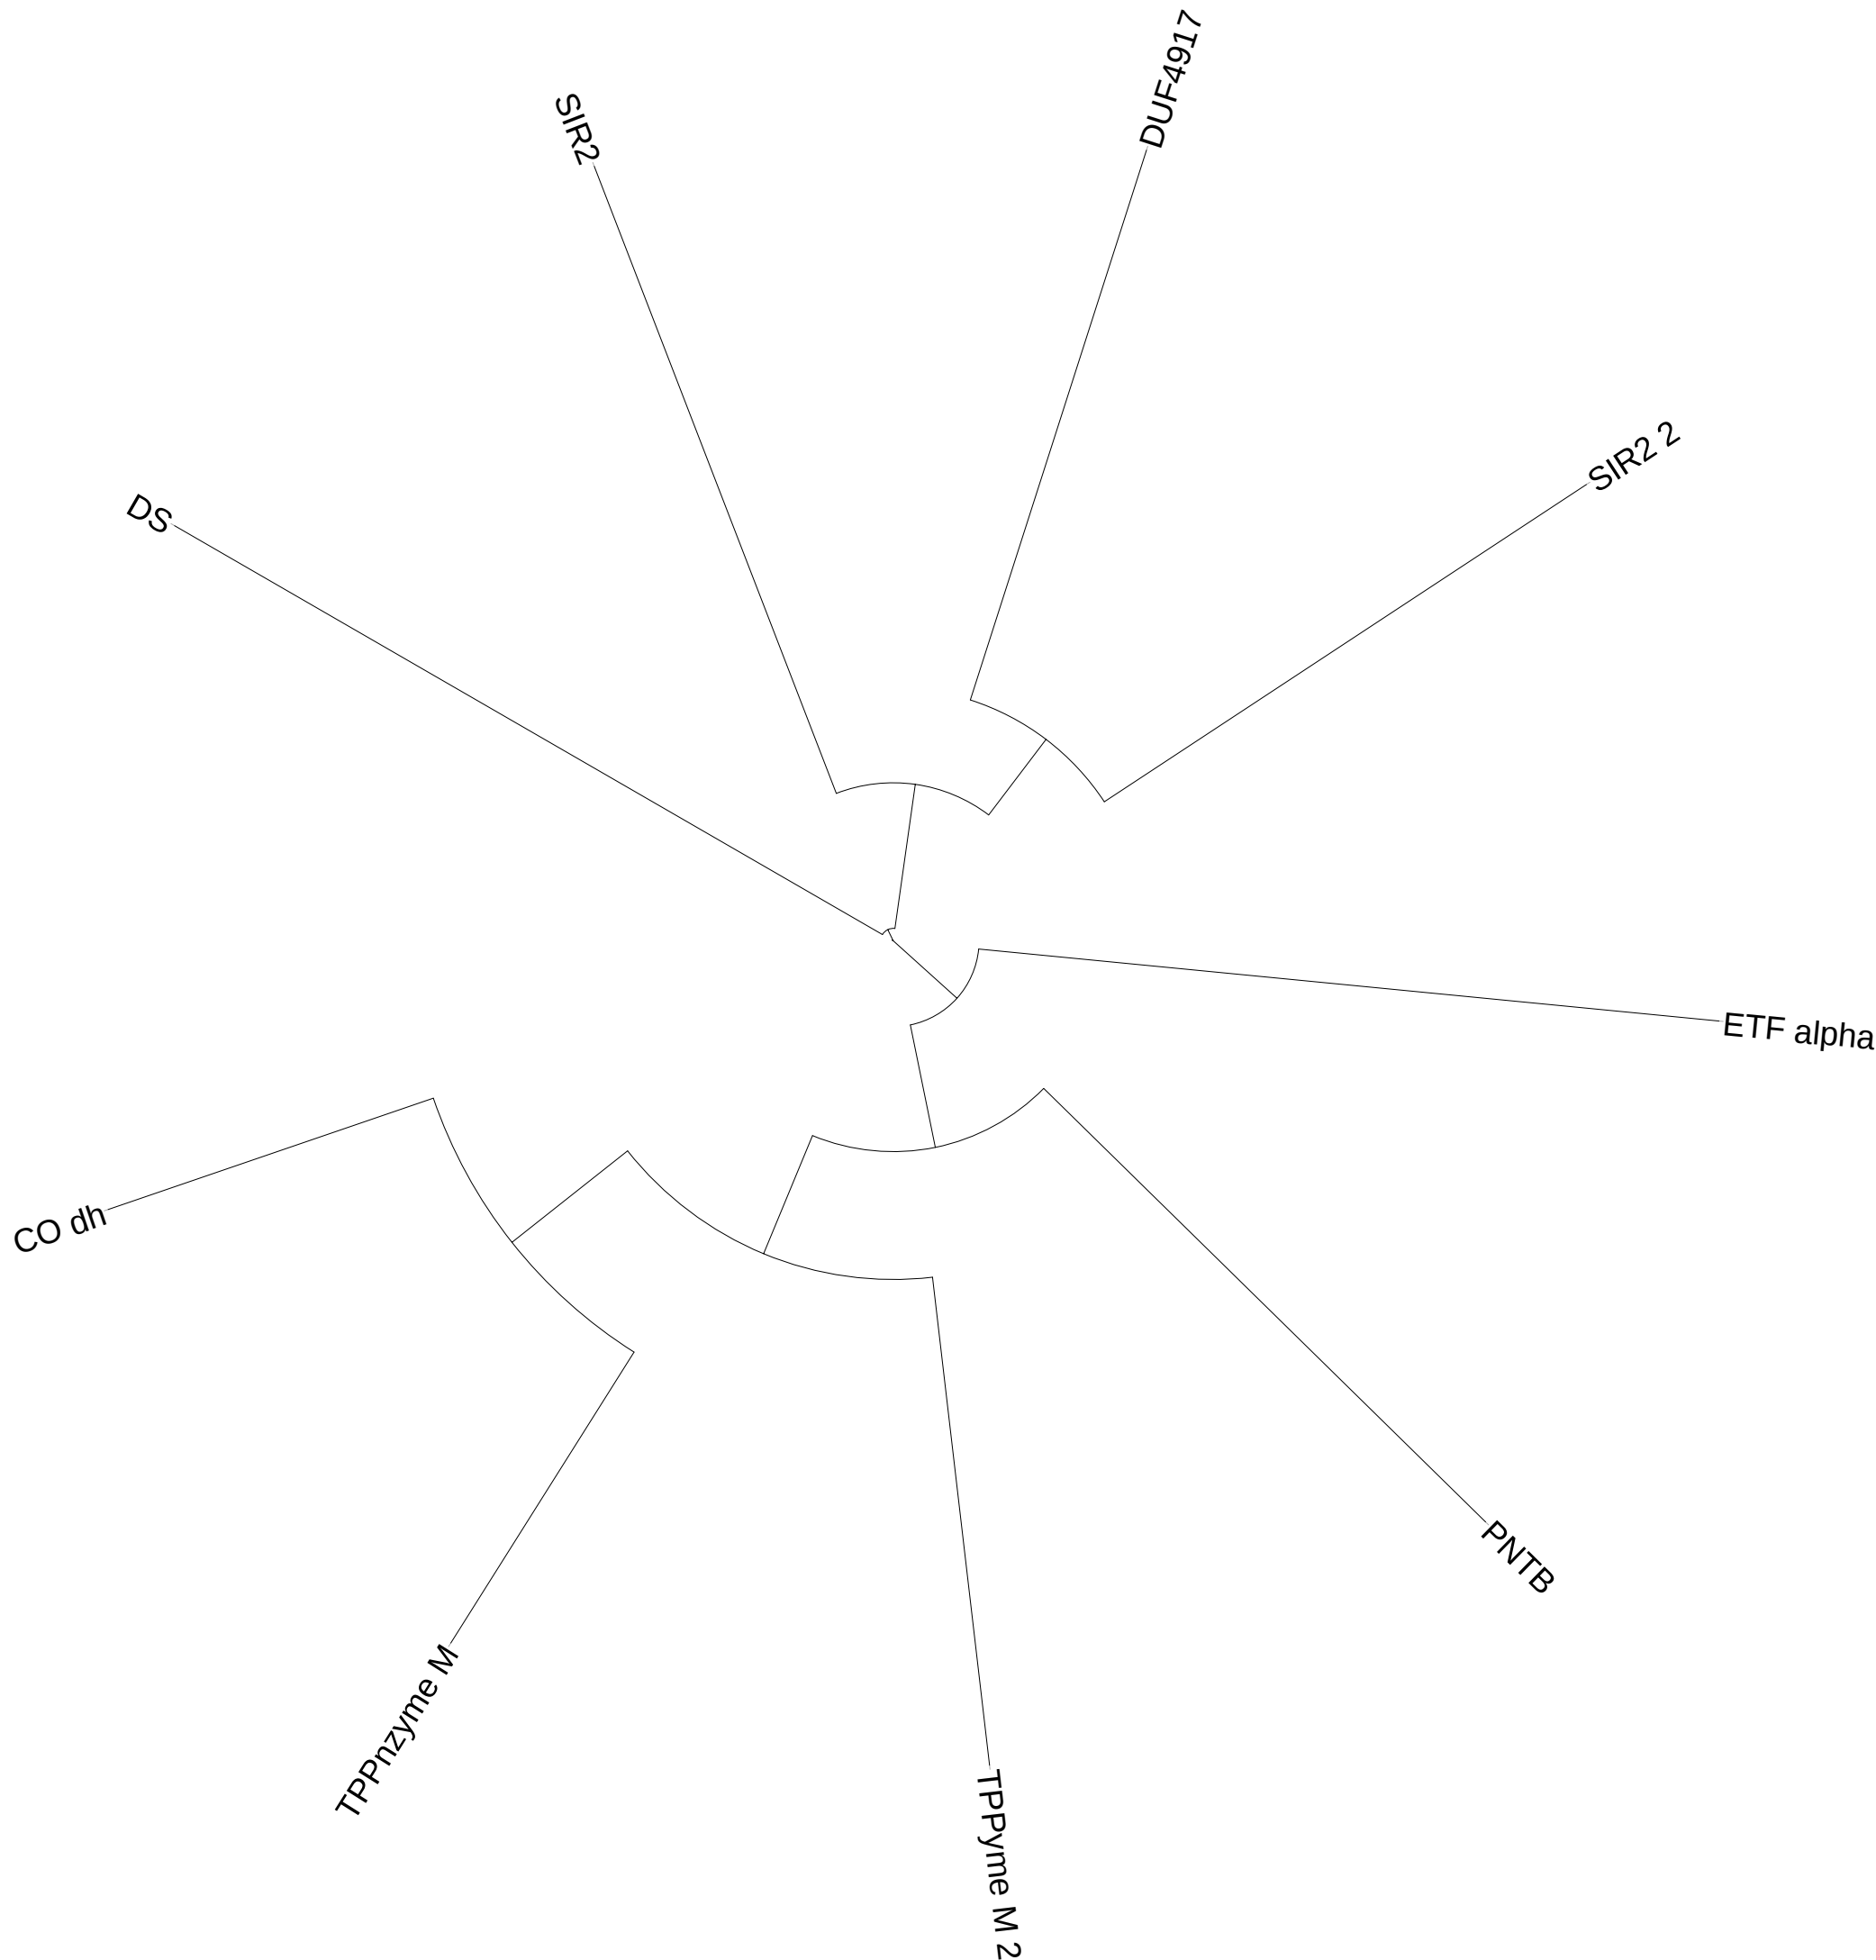 DUF4917
SIR2
SIR2 2
Ds
ETF alpha
CO dh
PNTB
TPPnzyme M
TPPyme M 2